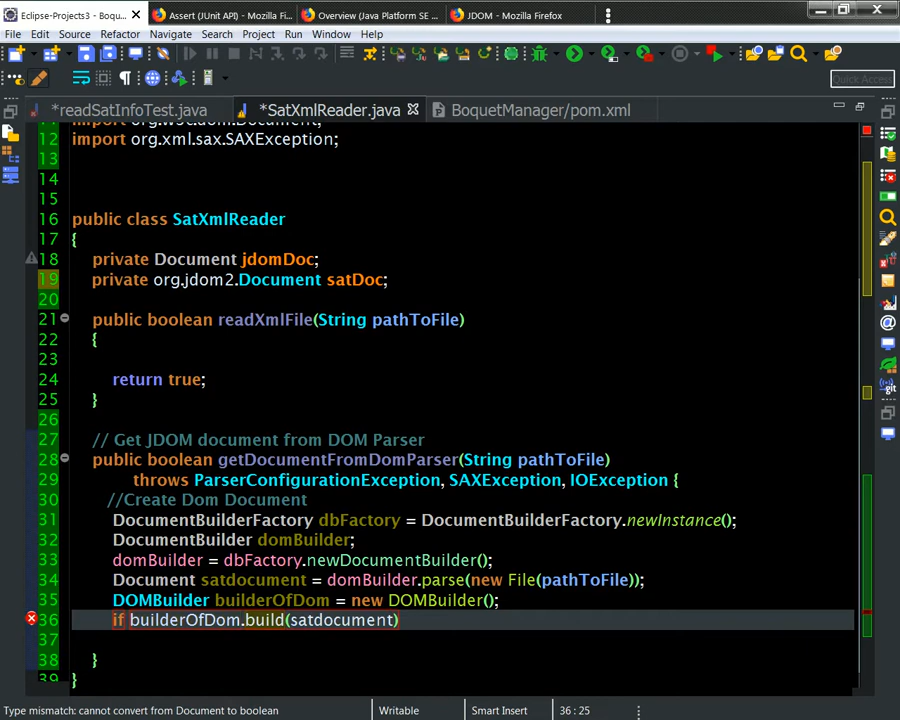 Eclipse-Projects3 - Boquet...
Assert (JUnit API) - Mozilla Fi...
Overview (Java Platform SE ...
JDOM - Mozilla Firefox
File Edit Source Refactor Navigate Search Project Run Window Help
Quick Access
*readSatInfoTest.java
*SatXmlReader.java
BoquetManager/pom.xml
12 import org.xml.sax.SAXException;
13
14
15
16 public class SatXmlReader
17 {
18 private Document jdomDoc;
19 private org.jdom2.Document satDoc;
20
21 public boolean readXmlFile(String pathToFile)
22 {
23
24 return true;
25 }
26
27 // Get JDOM document from DOM Parser
28 public boolean getDocumentFromDomParser(String pathToFile)
29 throws ParserConfigurationException, SAXException, IOException {
30 //Create Dom Document
31 DocumentBuilderFactory dbFactory = DocumentBuilderFactory.newInstance();
32 DocumentBuilder domBuilder;
33 domBuilder = dbFactory.newDocumentBuilder();
34 Document satdocument = domBuilder.parse(new File(pathToFile));
35 DOMBuilder builderOfDom = new DOMBuilder();
36 if builderOfDom.build(satdocument)
37
38 }
39 }
Type mismatch: cannot convert from Document to boolean
Writable
Smart Insert
36 : 25